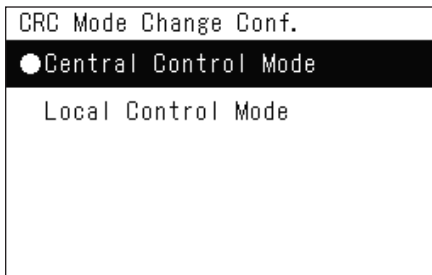 CRC Mode Change Conf.
●Central Control Mode
Local Control Mode